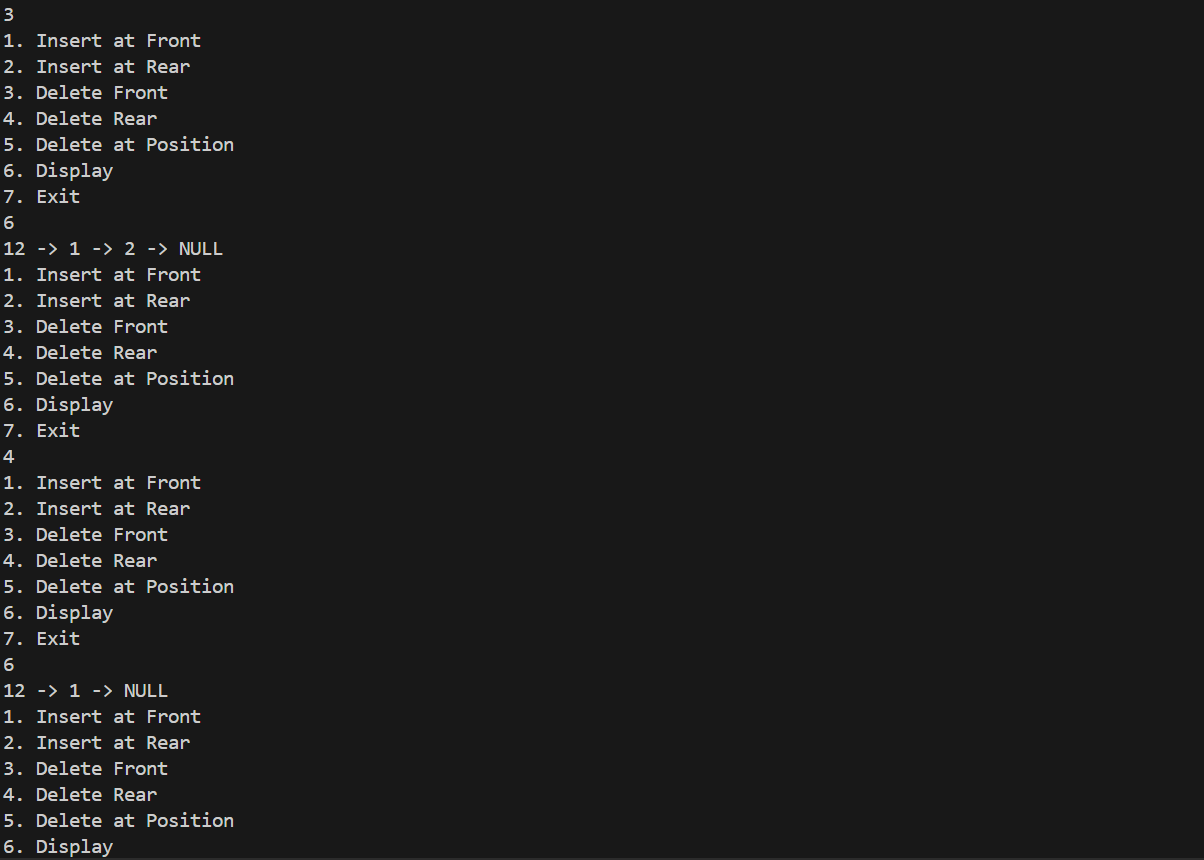 3
1. Insert at Front
2. Insert at Rear
3. Delete Front
4. Delete Rear
5. Delete at Position
6. Display
7. Exit
6
12 -> 1 -> 2 -> NULL
1. Insert at Front
2. Insert at Rear
3. Delete Front
4. Delete Rear
5. Delete at Position
6. Display
7. Exit
4
1. Insert at Front
2. Insert at Rear
3. Delete Front
4. Delete Rear
5. Delete at Position
6. Display
7. Exit
6
12 -> 1 -> NULL
1. Insert at Front
2. Insert at Rear
3. Delete Front
4. Delete Rear
5. Delete at Position
6. Display